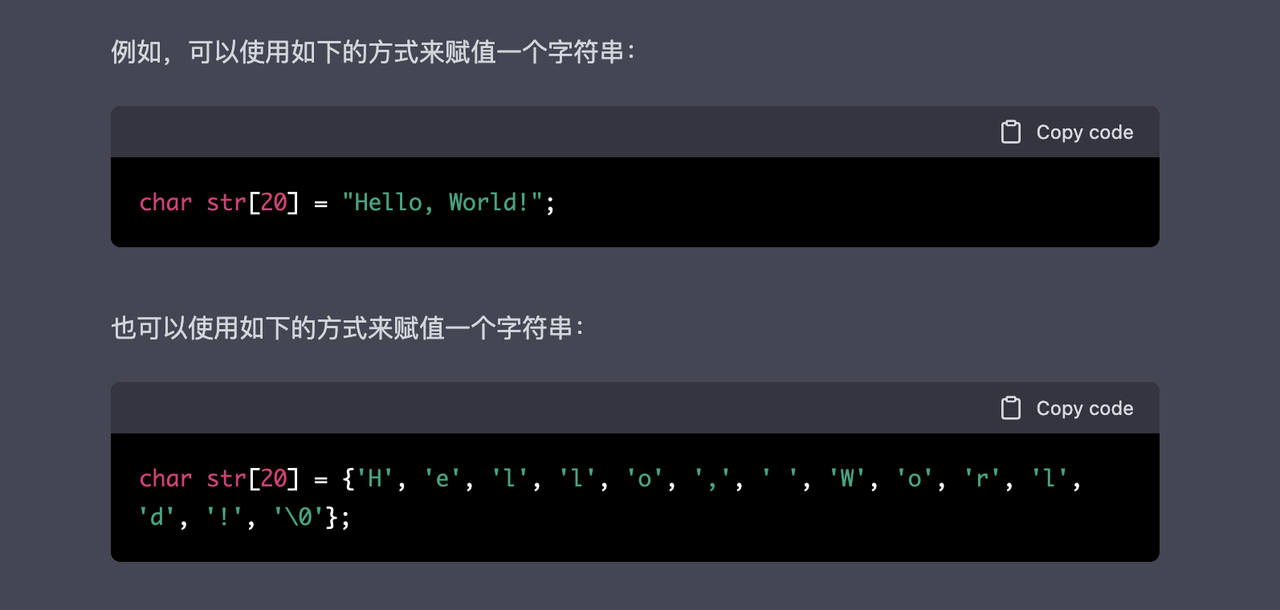 例如，可以使用如下的方式来赋值一个字符串：
Copy code
char str[20] = "Hello, World!";
也可以使用如下的方式来赋值一个字符串：
Copy code
char str[20] = {'H', 'e', 'l', 'l', 'o', ',', ' ', 'W', 'o', 'r', 'l',
'd', '!', '\0'};